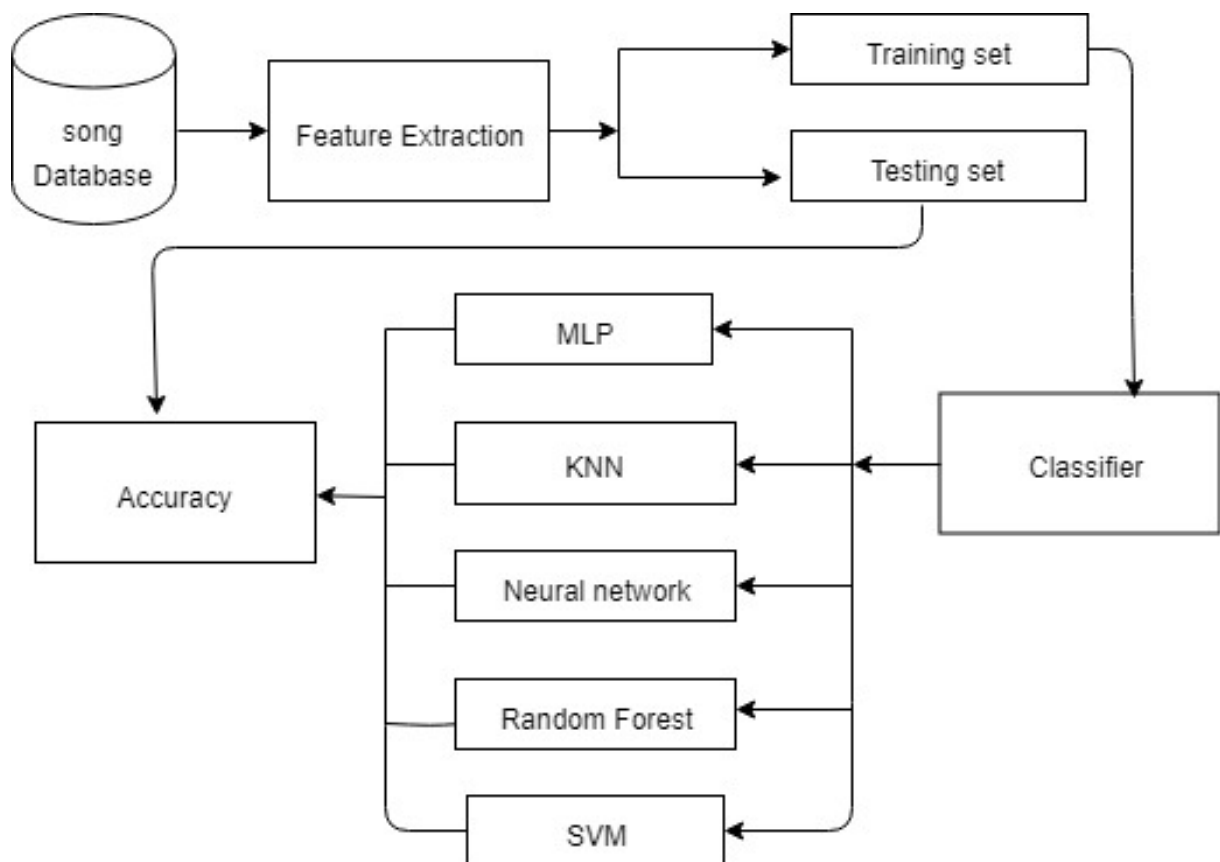 song
Database
Feature Extraction
Training set
Testing set
MLP
KNN
Neural network
Random Forest
SVM
Classifier
Accuracy